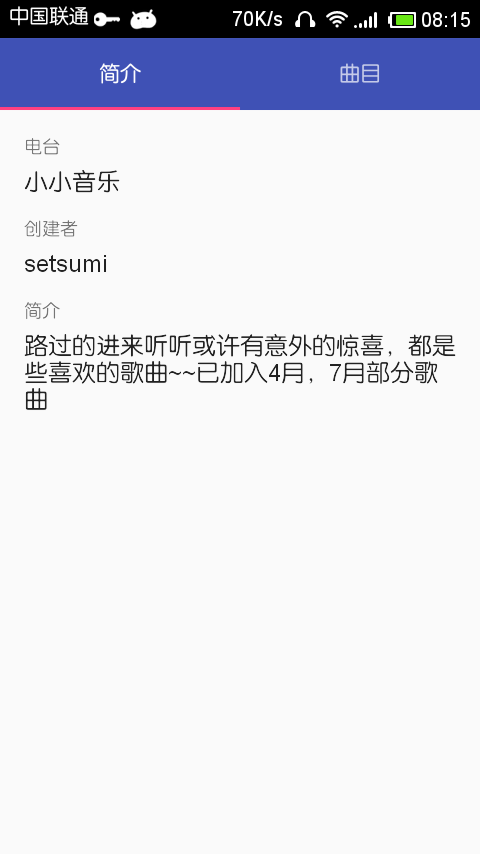 中国联通 70K/s 08:15
简介 曲目
电台
小小音乐
创建者
setsumi
简介
路过的进来听听或许有意外的惊喜，都是
些喜欢的歌曲~~已加入4月，7月部分歌
曲